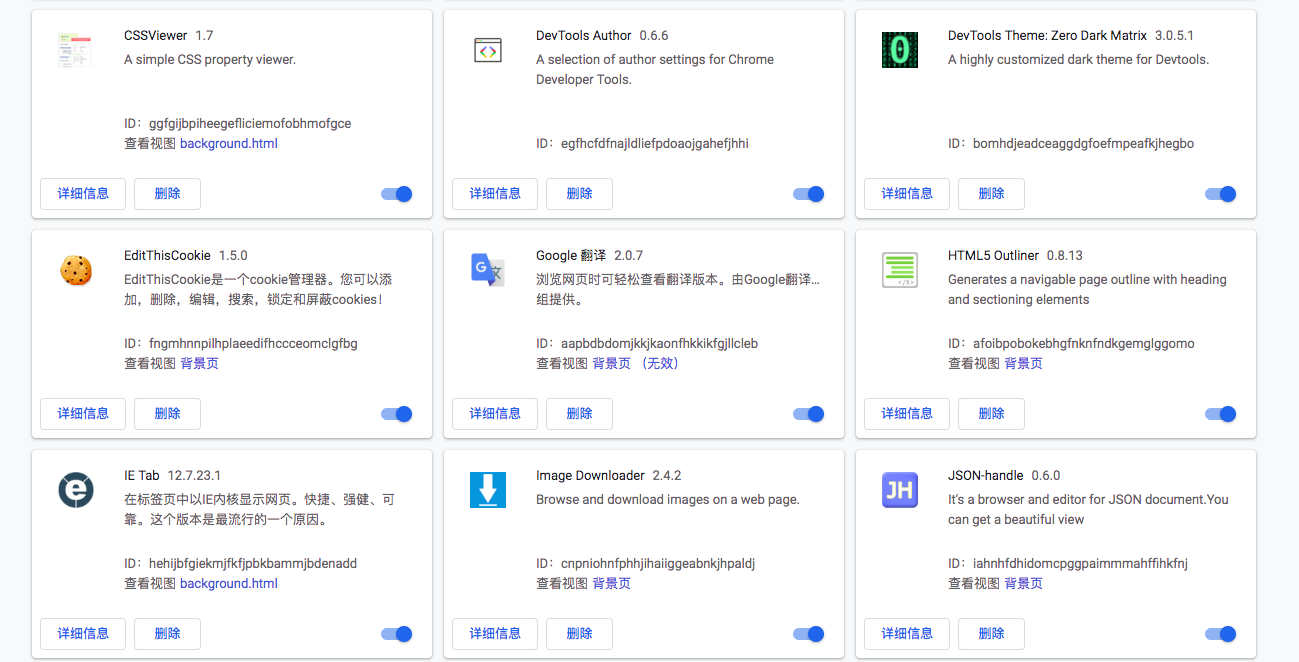 CSSViewer 1.7
A simple CSS property viewer.
ID：ggfgijbpiheegefliciemofobhmofgce
查看视图 background.html
详细信息 删除
DevTools Author 0.6.6
A selection of author settings for Chrome
Developer Tools.
ID：egfhcfdfnajldliefpdoaojgahefjhhi
详细信息 删除
DevTools Theme: Zero Dark Matrix 3.0.5.1
A highly customized dark theme for Devtools.
ID：bomhdjeadceaggdgfoefmpeafkjhegbo
详细信息 删除
EditThisCookie 1.5.0
EditThisCookie是一个cookie管理器。您可以添
加，删除，编辑，搜索，锁定和屏蔽cookies！
ID：fngmhnnpilhplaeedifhccceomclgfbg
查看视图 背景页
详细信息 删除
G 文
Google 翻译 2.0.7
浏览网页时可轻松查看翻译版本。由Google翻译…
组提供。
ID：aapbdbdomjkkjkaonfhkkikfgjllcleb
查看视图 背景页 （无效）
详细信息 删除
</5>
HTML5 Outliner 0.8.13
Generates a navigable page outline with heading
and sectioning elements
ID：afoibpobokebhgfnknfndkgemglggomo
查看视图 背景页
详细信息 删除
IE Tab 12.7.23.1
在标签页中以IE内核显示网页。快捷、强健、可
靠。这个版本是最流行的一个原因。
ID：hehijbfgiekmjfkfjpbkbammjbdenadd
查看视图 background.html
详细信息 删除
Image Downloader 2.4.2
Browse and download images on a web page.
ID：cnpniohnfphhjihaiiggeabnkjhpaldj
查看视图 背景页
详细信息 删除
JH
JSON-handle 0.6.0
It's a browser and editor for JSON document.You
can get a beautiful view
ID：iahnhfdhidomcpggpaimmmahffihkfnj
查看视图 背景页
详细信息 删除